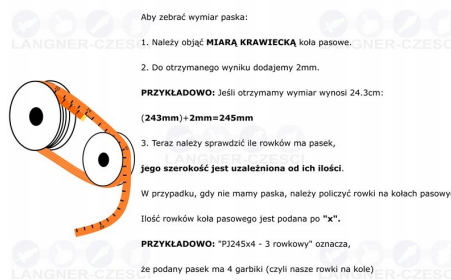 Aby zebrać wymiar paska:
1. Należy objąć MIARĄ KRAWIECKĄ koła pasowe.
2. Do otrzymanego wyniku dodajemy 2mm.
PRZYKŁADOWO: Jeśli otrzymamy wymiar wynosi 24.3cm:
(243mm)+2mm=245mm
3. Teraz należy sprawdzić ile rowków ma pasek,
jego szerokość jest uzależniona od ich ilości.
W przypadku, gdy nie mamy paska, należy policzyć rowki na kołach pasowy
Ilość rowków koła pasowego jest podana po "x".
PRZYKŁADOWO: "PJ245x4 - 3 rowkowy" oznacza,
że podany pasek ma 4 garbiki (czyli nasze rowki na kole)
LANGNER-CZESCI